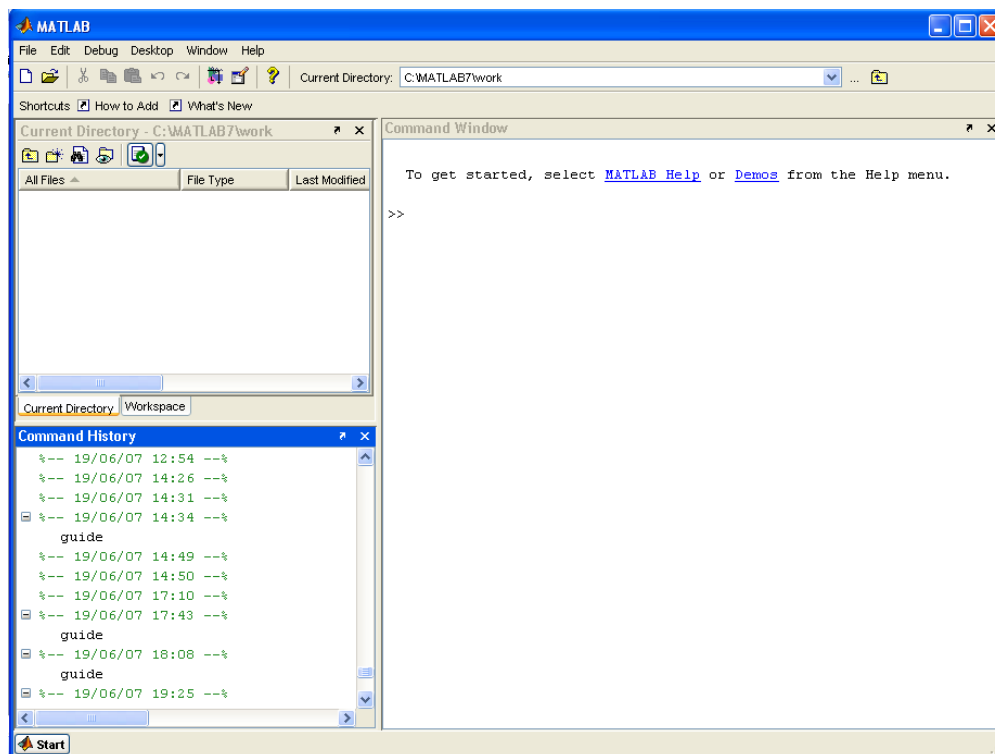 MATLAB
File Edit Debug Desktop Window Help
Current Directory: C:\MATLAB7\work ...
Shortcuts How to Add What's New
Current Directory - C:\MATLAB7\work
All Files File Type Last Modified
Current Directory Workspace
Command History
%-- 19/06/07 12:54 --%
%-- 19/06/07 14:26 --%
%-- 19/06/07 14:31 --%
%-- 19/06/07 14:34 --%
guide
%-- 19/06/07 14:49 --%
%-- 19/06/07 14:50 --%
%-- 19/06/07 17:10 --%
%-- 19/06/07 17:43 --%
guide
%-- 19/06/07 18:08 --%
guide
%-- 19/06/07 19:25 --%
Command Window
To get started, select MATLAB Help or Demos from the Help menu.
>>
Start